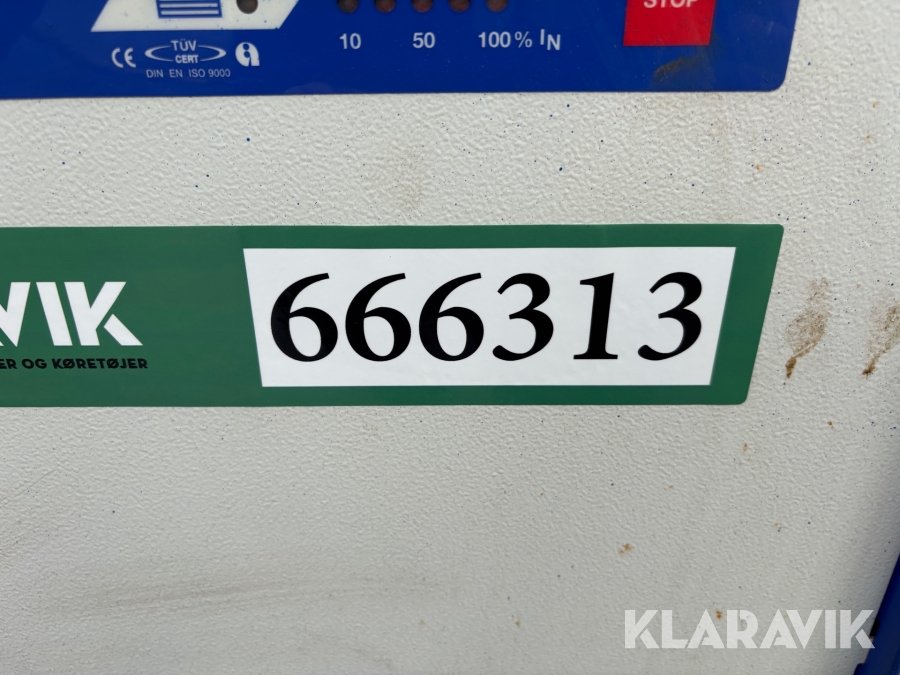 STOP
10 50 100% IN
CE TÜV CERT
DIN EN ISO 9000
VIK
666313
ER OG KØRETØJER
KLARAVIK